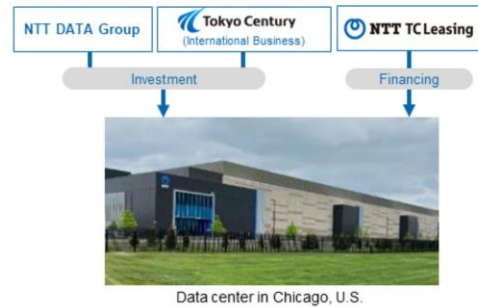 NTT DATA Group
Tokyo Century
(International Business)
NTT TC Leasing
Investment
Financing
Data center in Chicago, U.S.